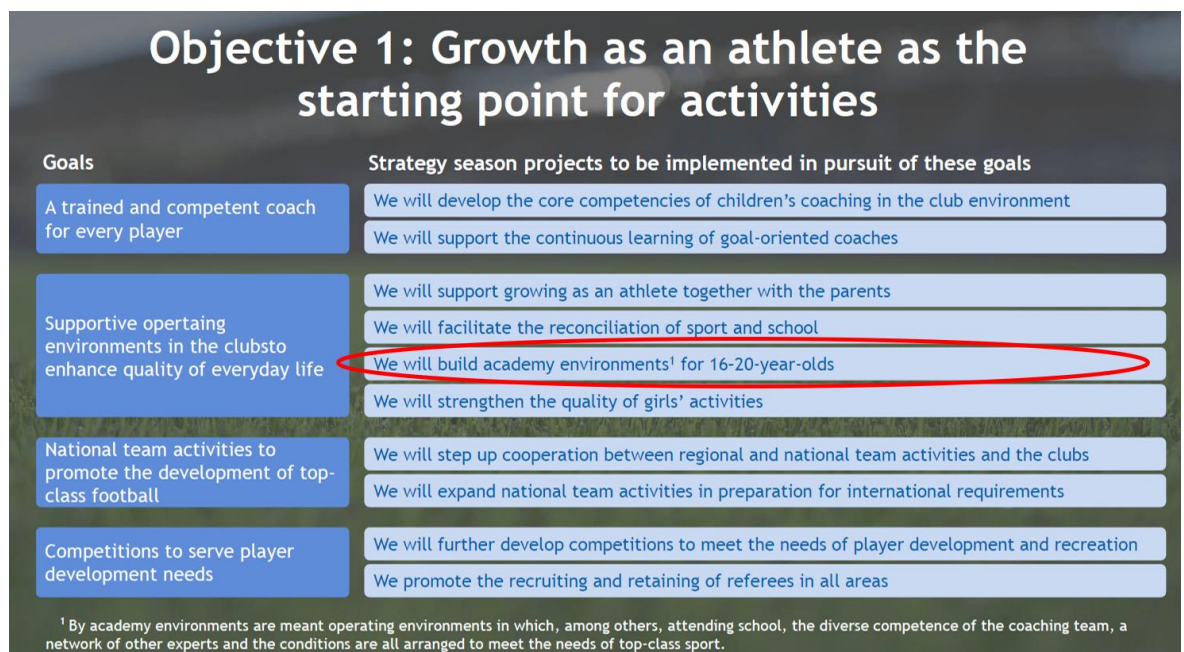 Objective 1: Growth as an athlete as the
starting point for activities
Goals
Strategy season projects to be implemented in pursuit of these goals
A trained and competent coach
for every player
We will develop the core competencies of children's coaching in the club environment
We will support the continuous learning of goal-oriented coaches
Supportive opertaing
environments in the clubsto
enhance quality of everyday life
We will support growing as an athlete together with the parents
We will facilitate the reconciliation of sport and school
We will build academy environments¹ for 16-20-year-olds
We will strengthen the quality of girls' activities
National team activities to
promote the development of top-
class football
We will step up cooperation between regional and national team activities and the clubs
We will expand national team activities in preparation for international requirements
Competitions to serve player
development needs
We will further develop competitions to meet the needs of player development and recreation
We promote the recruiting and retaining of referees in all areas
¹ By academy environments are meant operating environments in which, among others, attending school, the diverse competence of the coaching team, a
network of other experts and the conditions are all arranged to meet the needs of top-class sport.